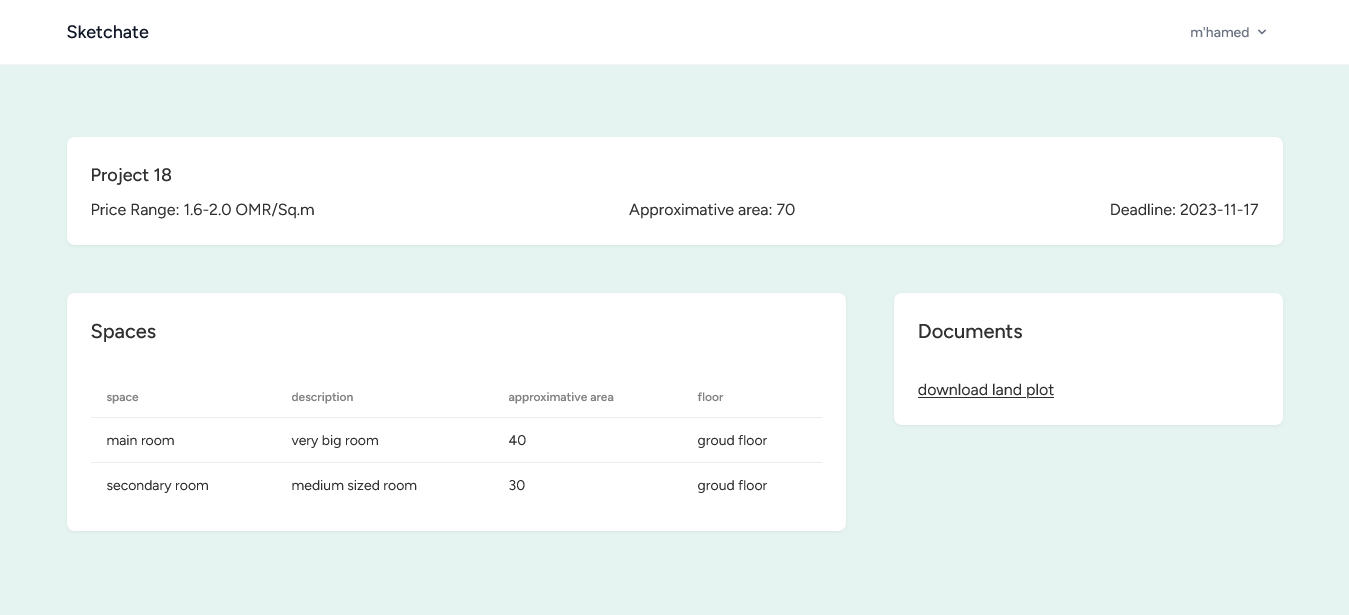 Sketchate
m'hamed
Project 18
Price Range: 1.6-2.0 OMR/Sq.m
Approximative area: 70
Deadline: 2023-11-17
Spaces
space description approximative area floor
main room very big room 40 groud floor
secondary room medium sized room 30 groud floor
Documents
download land plot